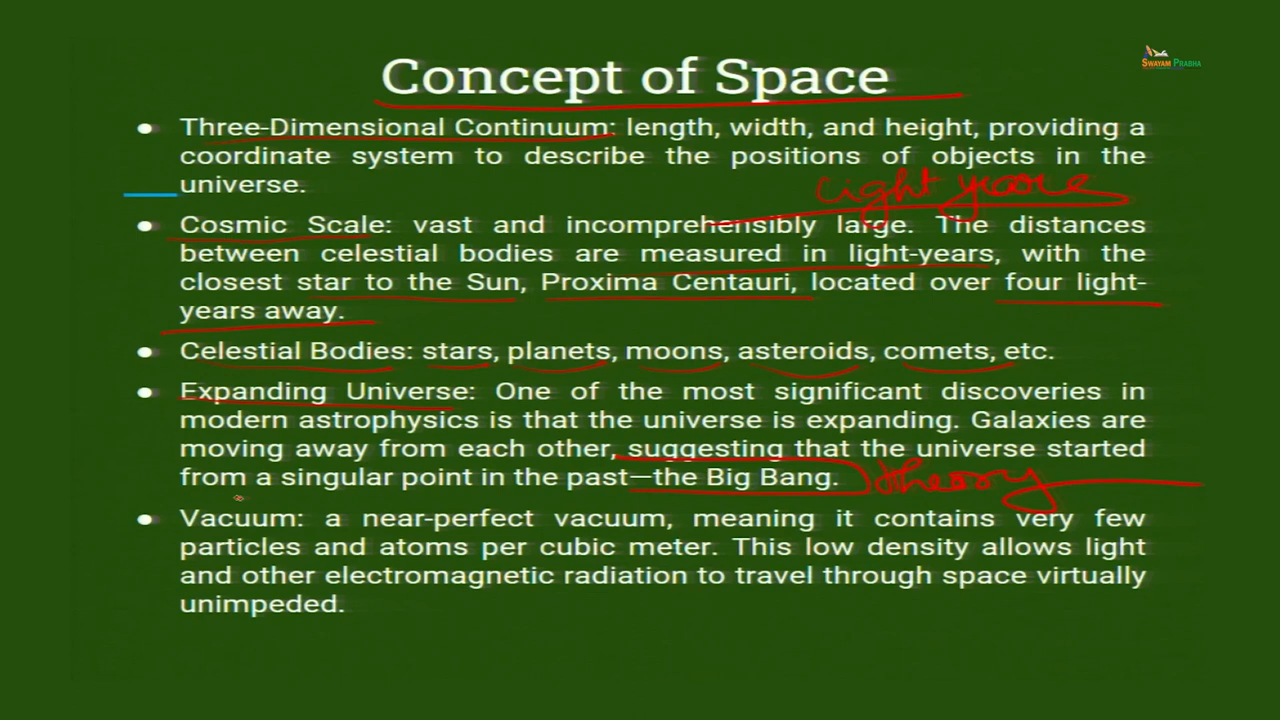 SWAYAM PRABHA
Concept of Space
● Three-Dimensional Continuum: length, width, and height, providing a
coordinate system to describe the positions of objects in the
universe.
Light years
● Cosmic Scale: vast and incomprehensibly large. The distances
between celestial bodies are measured in light-years, with the
closest star to the Sun, Proxima Centauri, located over four light-
years away.
● Celestial Bodies: stars, planets, moons, asteroids, comets, etc.
● Expanding Universe: One of the most significant discoveries in
modern astrophysics is that the universe is expanding. Galaxies are
moving away from each other, suggesting that the universe started
from a singular point in the past—the Big Bang. theory
● Vacuum: a near-perfect vacuum, meaning it contains very few
particles and atoms per cubic meter. This low density allows light
and other electromagnetic radiation to travel through space virtually
unimpeded.